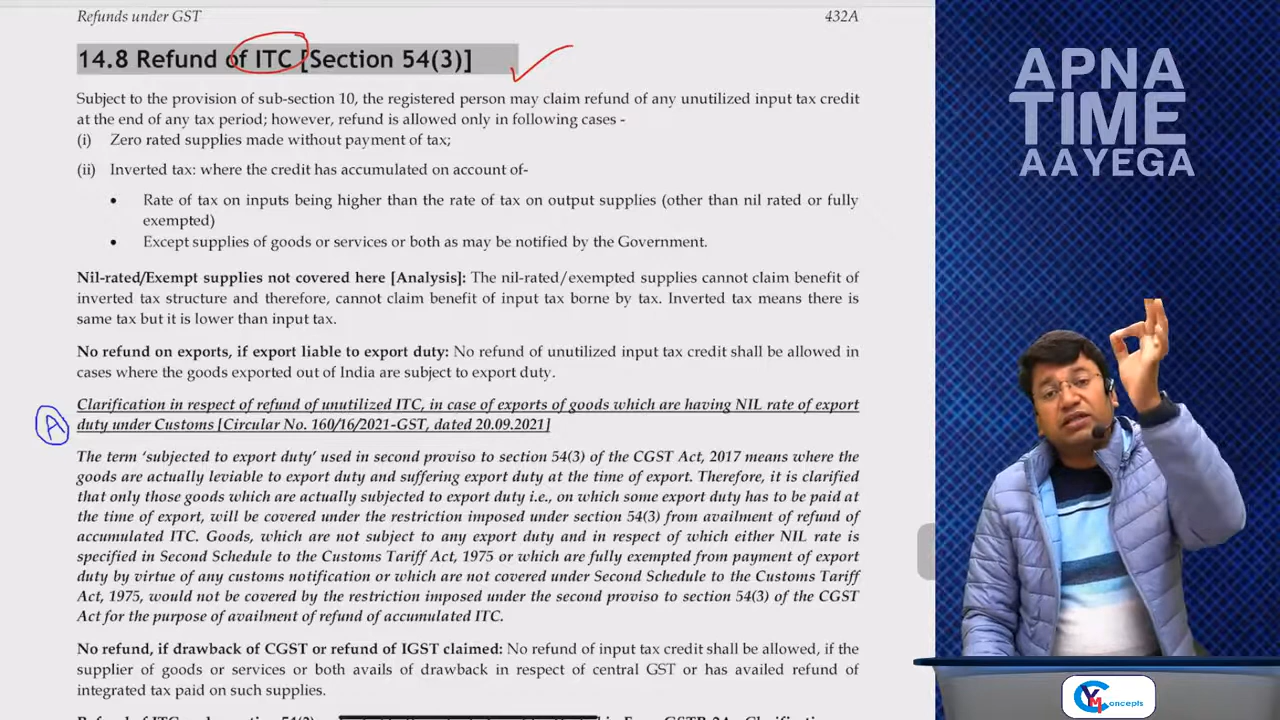 Refunds under GST 432A
14.8 Refund of ITC [Section 54(3)]
Subject to the provision of sub-section 10, the registered person may claim refund of any unutilized input tax credit
at the end of any tax period; however, refund is allowed only in following cases -
(i) Zero rated supplies made without payment of tax;
(ii) Inverted tax: where the credit has accumulated on account of-
• Rate of tax on inputs being higher than the rate of tax on output supplies (other than nil rated or fully
exempted)
• Except supplies of goods or services or both as may be notified by the Government.
Nil-rated/Exempt supplies not covered here [Analysis]: The nil-rated/exempted supplies cannot claim benefit of
inverted tax structure and therefore, cannot claim benefit of input tax borne by tax. Inverted tax means there is
same tax but it is lower than input tax.
No refund on exports, if export liable to export duty: No refund of unutilized input tax credit shall be allowed in
cases where the goods exported out of India are subject to export duty.
A
Clarification in respect of refund of unutilized ITC, in case of exports of goods which are having NIL rate of export
duty under Customs [Circular No. 160/16/2021-GST, dated 20.09.2021]
The term 'subjected to export duty' used in second proviso to section 54(3) of the CGST Act, 2017 means where the
goods are actually leviable to export duty and suffering export duty at the time of export. Therefore, it is clarified
that only those goods which are actually subjected to export duty i.e., on which some export duty has to be paid at
the time of export, will be covered under the restriction imposed under section 54(3) from availment of refund of
accumulated ITC. Goods, which are not subject to any export duty and in respect of which either NIL rate is
specified in Second Schedule to the Customs Tariff Act, 1975 or which are fully exempted from payment of export
duty by virtue of any customs notification or which are not covered under Second Schedule to the Customs Tariff
Act, 1975, would not be covered by the restriction imposed under the second proviso to section 54(3) of the CGST
Act for the purpose of availment of refund of accumulated ITC.
No refund, if drawback of CGST or refund of IGST claimed: No refund of input tax credit shall be allowed, if the
supplier of goods or services or both avails of drawback in respect of central GST or has availed refund of
integrated tax paid on such supplies.
APNA
TIME
AAYEGA
YM
Concepts